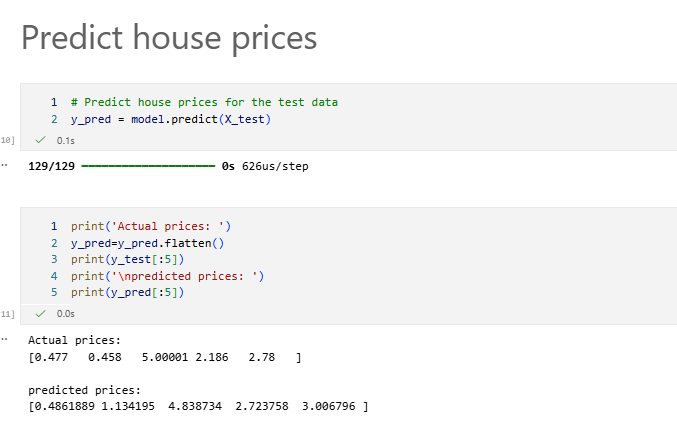 Predict house prices
1 # Predict house prices for the test data
2 y_pred = model.predict(X_test)
10] ✓ 0.1s
129/129 ━━━━━━━━━━━━━━━━━━━━ 0s 626us/step
1 print('Actual prices: ')
2 y_pred=y_pred.flatten()
3 print(y_test[:5])
4 print('\npredicted prices: ')
5 print(y_pred[:5])
11] ✓ 0.0s
Actual prices:
[0.477   0.458   5.00001 2.186   2.78   ]
predicted prices:
[0.4861889 1.134195  4.838734  2.723758  3.006796 ]